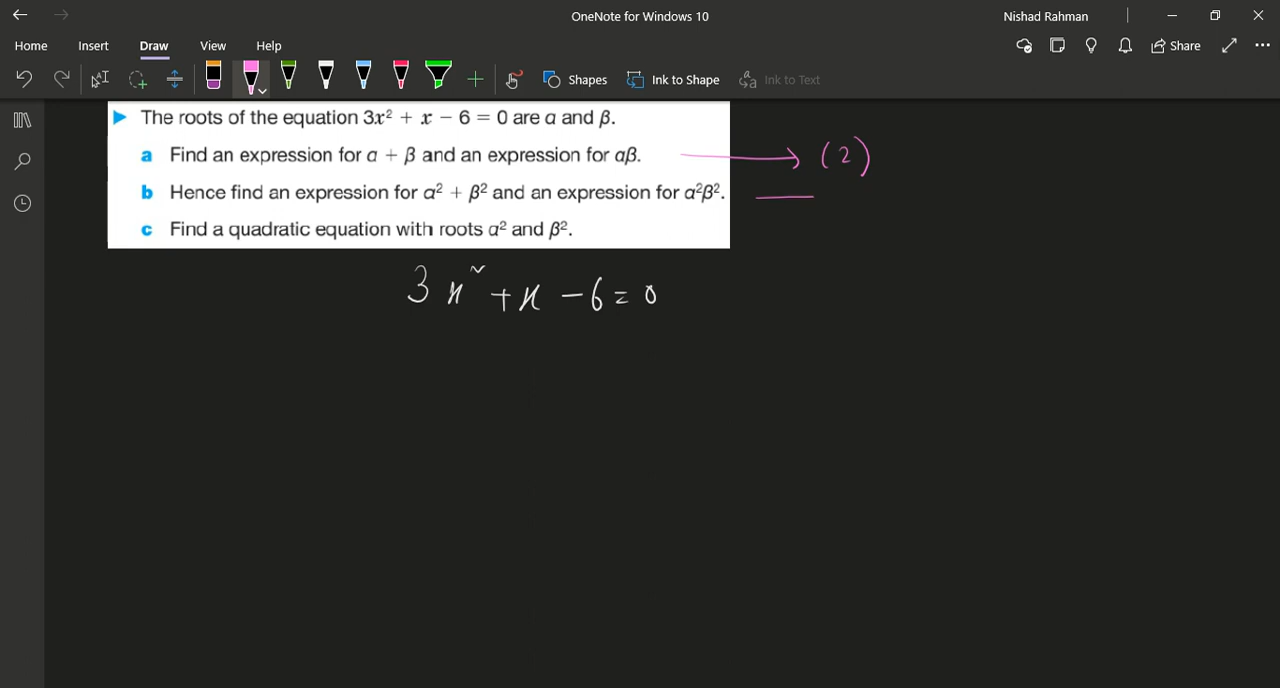 OneNote for Windows 10
Nishad Rahman
Home Insert Draw View Help
Share
Shapes
Ink to Shape
Ink to Text
The roots of the equation 3x² + x − 6 = 0 are α and β.
a Find an expression for α + β and an expression for αβ. (2)
b Hence find an expression for α² + β² and an expression for α²β².
c Find a quadratic equation with roots α² and β².
3x² + x − 6 = 0